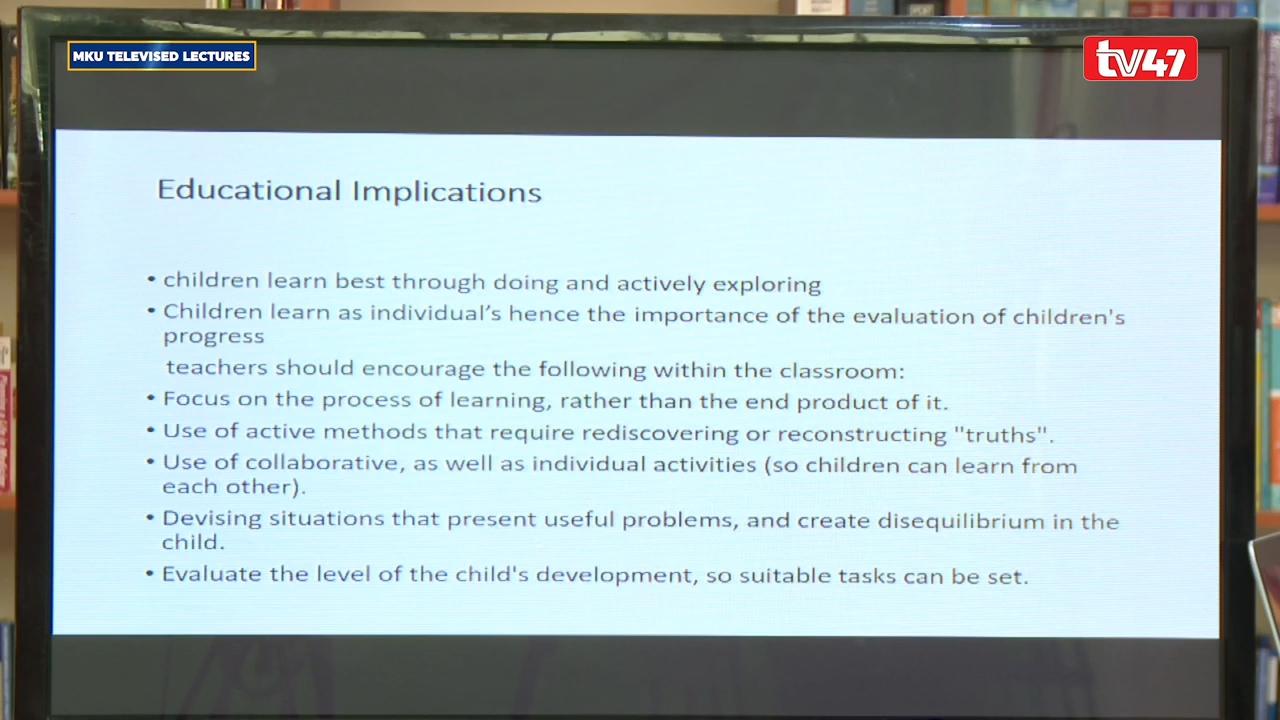 MKU TELEVISED LECTURES
tv47
Educational Implications
• children learn best through doing and actively exploring
• Children learn as individual’s hence the importance of the evaluation of children's
progress
teachers should encourage the following within the classroom:
• Focus on the process of learning, rather than the end product of it.
• Use of active methods that require rediscovering or reconstructing "truths".
• Use of collaborative, as well as individual activities (so children can learn from
each other).
• Devising situations that present useful problems, and create disequilibrium in the
child.
• Evaluate the level of the child's development, so suitable tasks can be set.